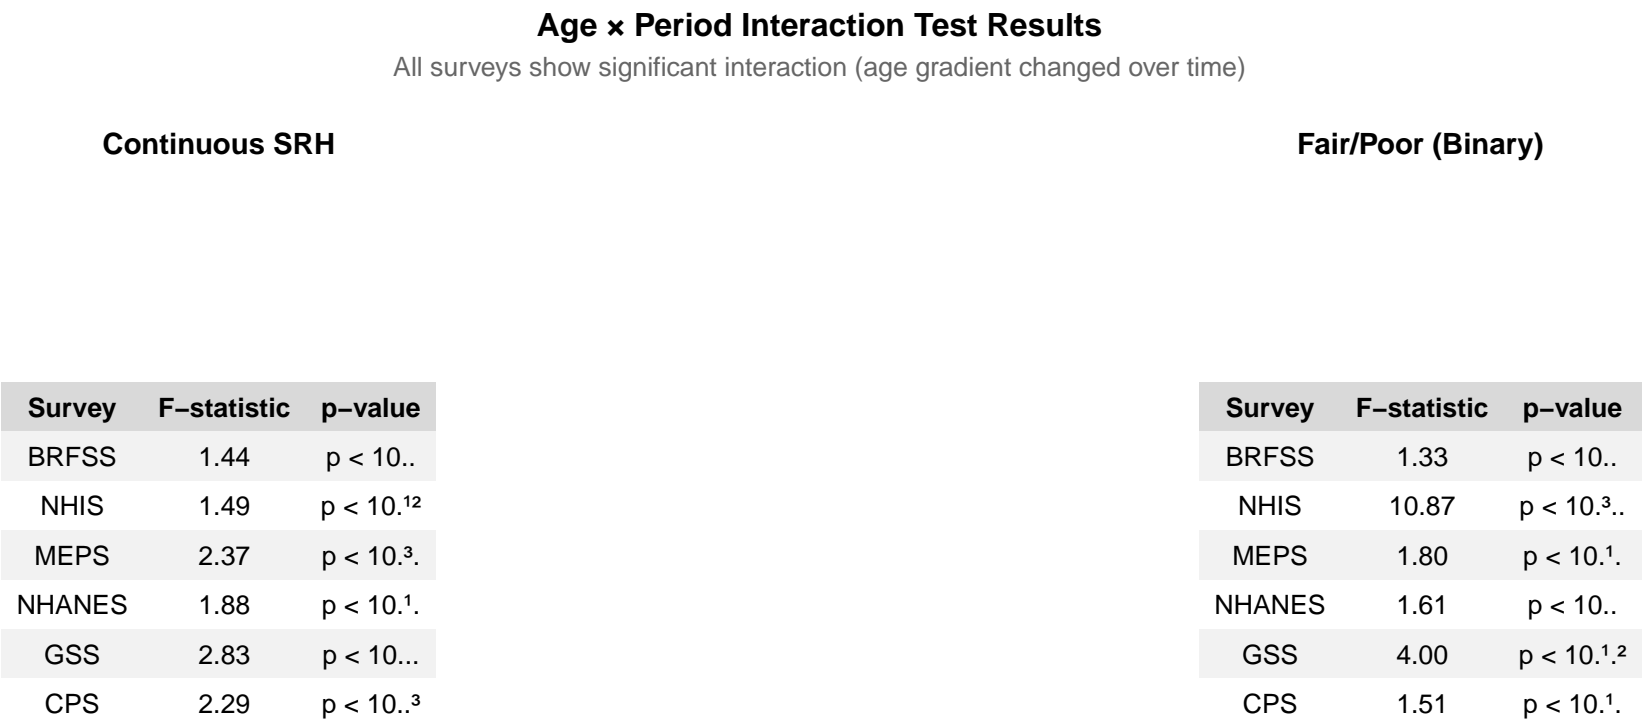 Age × Period Interaction Test Results
All surveys show significant interaction (age gradient changed over time)
Continuous SRH
Survey F−statistic p−value
BRFSS 1.44 p < 10..
NHIS 1.49 p < 10.¹²
MEPS 2.37 p < 10.³.
NHANES 1.88 p < 10.¹.
GSS 2.83 p < 10...
CPS 2.29 p < 10..³
Fair/Poor (Binary)
Survey F−statistic p−value
BRFSS 1.33 p < 10..
NHIS 10.87 p < 10.³..
MEPS 1.80 p < 10.¹.
NHANES 1.61 p < 10..
GSS 4.00 p < 10.¹.²
CPS 1.51 p < 10.¹.